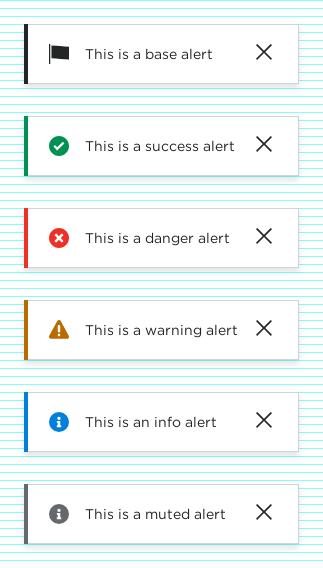 This is a base alert
This is a success alert
This is a danger alert
This is a warning alert
This is an info alert
This is a muted alert